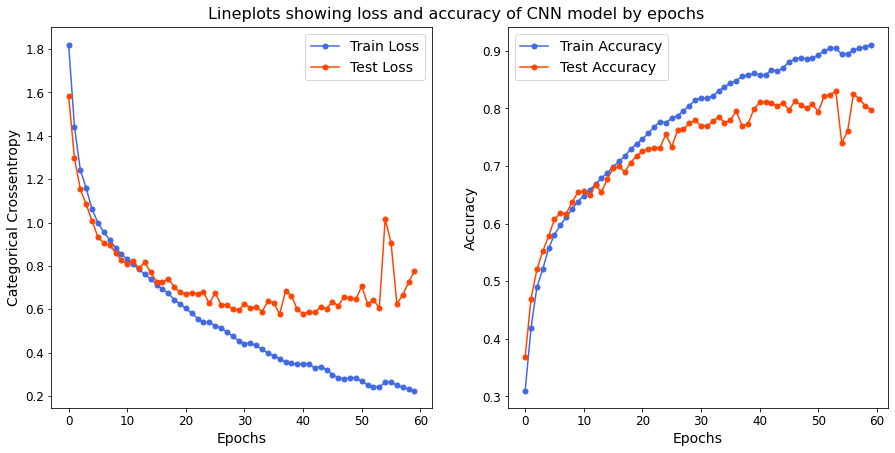 Lineplots showing loss and accuracy of CNN model by epochs
Categorical Crossentropy
1.8
1.6
1.4
1.2
1.0
0.8
0.6
0.4
0.2
Train Loss
Test Loss
0 10 20 30 40 50 60
Epochs
Accuracy
0.9
0.8
0.7
0.6
0.5
0.4
0.3
Train Accuracy
Test Accuracy
0 10 20 30 40 50 60
Epochs